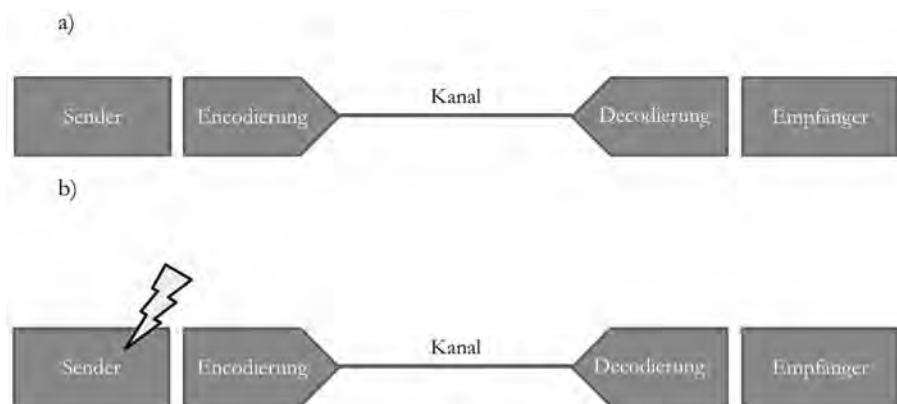 a)
Kanal
Sender Encodierung Decodierung Empfänger
b)
Kanal
Sender Encodierung Decodierung Empfänger